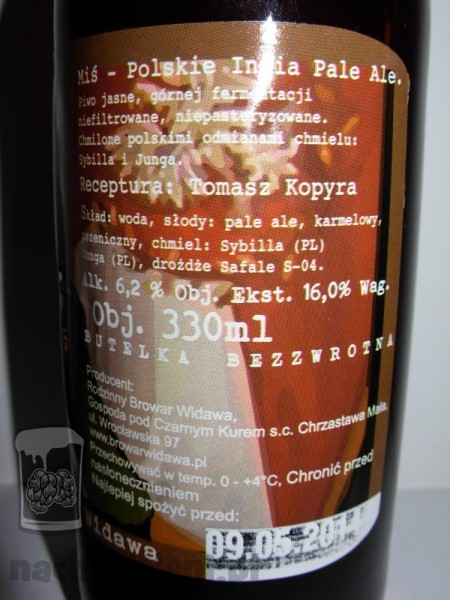 Miś - Polskie India Pale Ale.
Piwo jasne, górnej fermentacji
niefiltrowane, niepasteryzowane.
Chmilone polskimi odmianami chmielu:
Sybilla i Junga.
Receptura: Tomasz Kopyra
Skład: woda, słody: pale ale, karmelowy,
pszeniczny, chmiel: Sybilla (PL)
Junga (PL), drożdże Safale S-04.
Alk. 6,2 % Obj. Ekst. 16,0% Wag.
Obj. 330ml
BUTELKA BEZZWROTNA
Producent:
Rodzinny Browar Widawa,
Gospoda pod Czarnym Kurem s.c. Chrzastawa Mała,
ul. Wrocławska 97
www.browarwidawa.pl
Przechowywać w temp. 0 - +4°C, Chronić przed
nasłonecznieniem
Najlepiej spożyć przed:
widawa